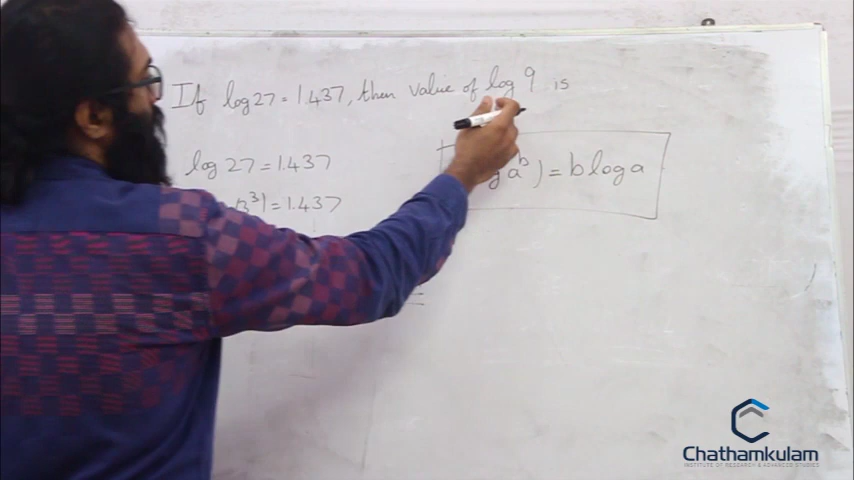 If log 27 = 1.437, then value of log 9 is
log 27 = 1.437
3³) = 1.437
a^b) = b log a
=
Chathamkulam
INSTITUTE OF RESEARCH & ADVANCED STUDIES